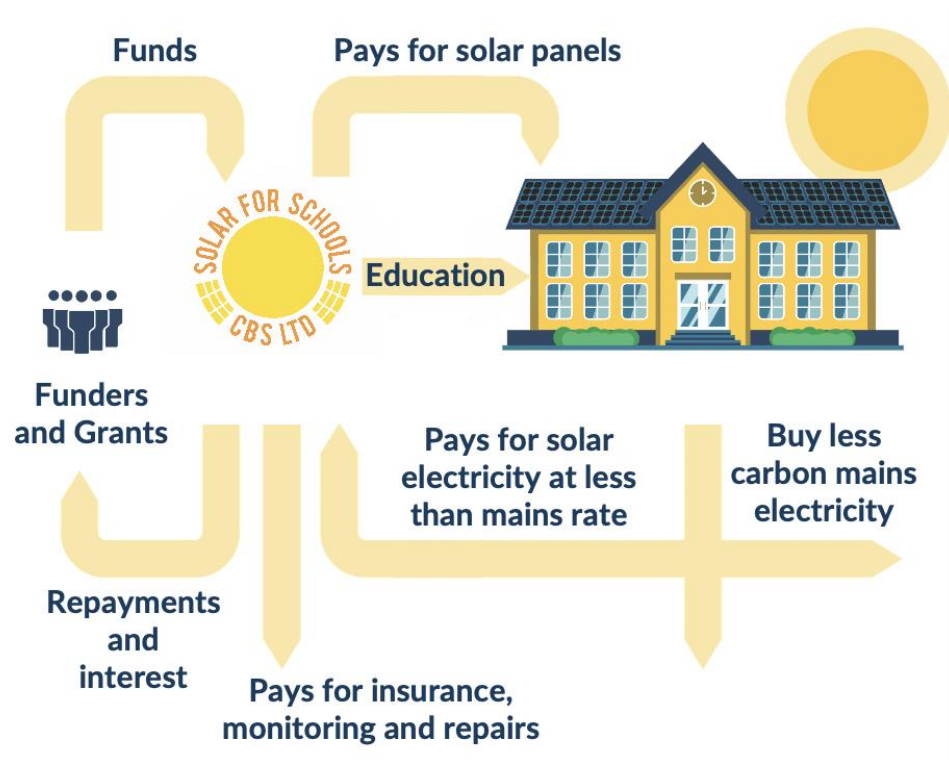 Funds
Pays for solar panels
SOLAR FOR SCHOOLS
CBS LTD
Education
Funders
and Grants
Pays for solar
electricity at less
than mains rate
Buy less
carbon mains
electricity
Repayments
and
interest
Pays for insurance,
monitoring and repairs